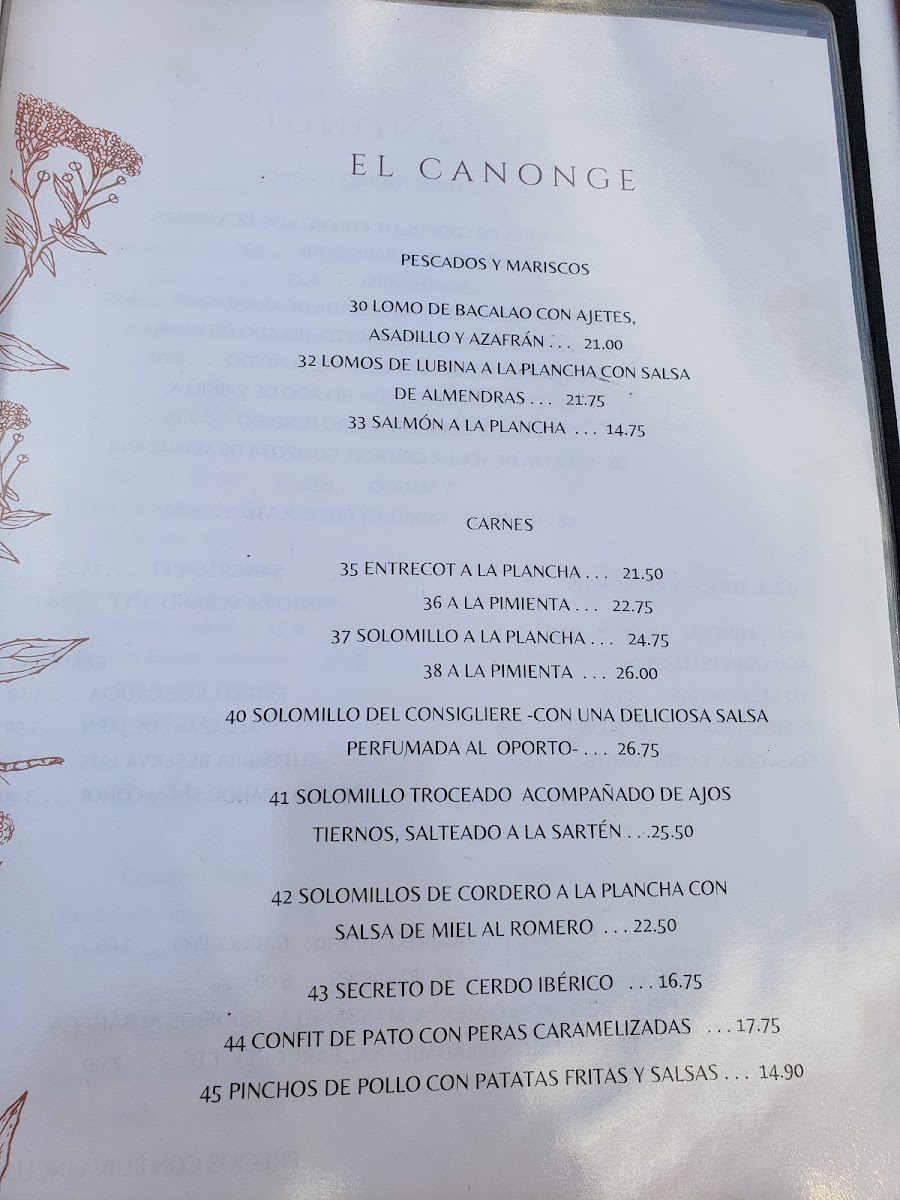 EL CANONGE
PESCADOS Y MARISCOS
30 LOMO DE BACALAO CON AJETES,
ASADILLO Y AZAFRÁN ... 21.00
32 LOMOS DE LUBINA A LA PLANCHA CON SALSA
DE ALMENDRAS ... 21.75
33 SALMÓN A LA PLANCHA ... 14.75
CARNES
35 ENTRECOT A LA PLANCHA ... 21.50
36 A LA PIMIENTA ... 22.75
37 SOLOMILLO A LA PLANCHA ... 24.75
38 A LA PIMIENTA ... 26.00
40 SOLOMILLO DEL CONSIGLIERE -CON UNA DELICIOSA SALSA
PERFUMADA AL OPORTO- ... 26.75
41 SOLOMILLO TROCEADO ACOMPAÑADO DE AJOS
TIERNOS, SALTEADO A LA SARTÉN ...25.50
42 SOLOMILLOS DE CORDERO A LA PLANCHA CON
SALSA DE MIEL AL ROMERO ... 22.50
43 SECRETO DE CERDO IBÉRICO ... 16.75
44 CONFIT DE PATO CON PERAS CARAMELIZADAS ... 17.75
45 PINCHOS DE POLLO CON PATATAS FRITAS Y SALSAS ... 14.90